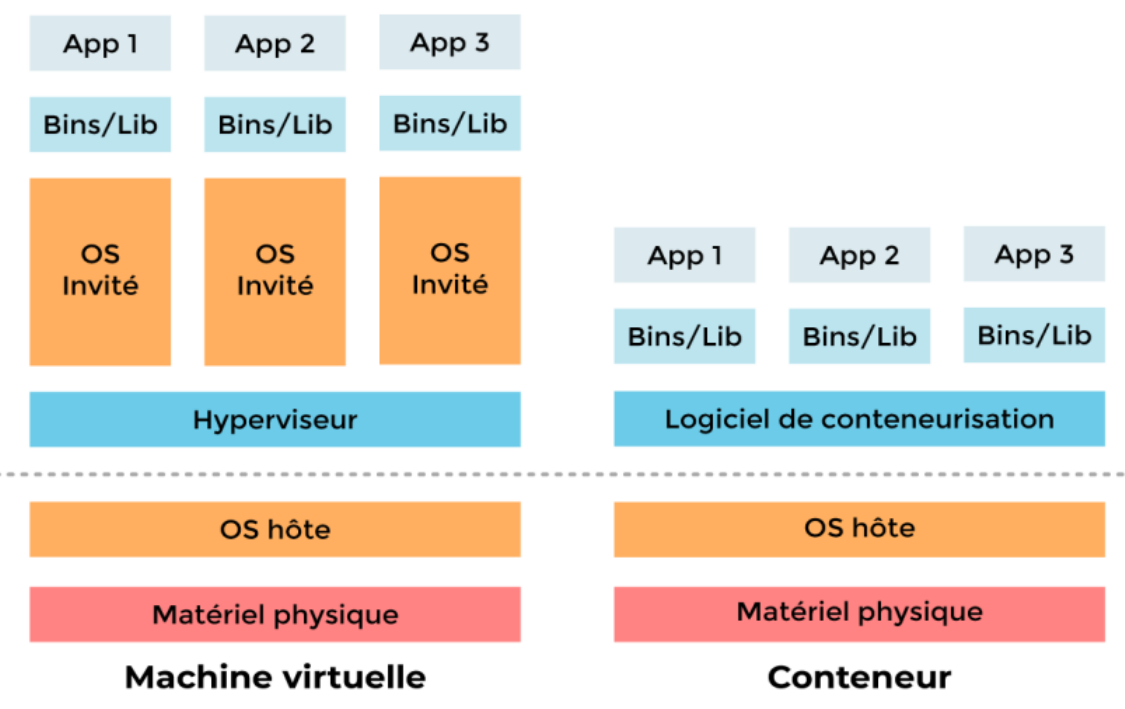 App 1
App 2
App 3
Bins/Lib
Bins/Lib
Bins/Lib
OS
Invité
OS
Invité
OS
Invité
Hyperviseur
OS hôte
Matériel physique
Machine virtuelle
App 1
App 2
App 3
Bins/Lib
Bins/Lib
Bins/Lib
Logiciel de conteneurisation
OS hôte
Matériel physique
Conteneur